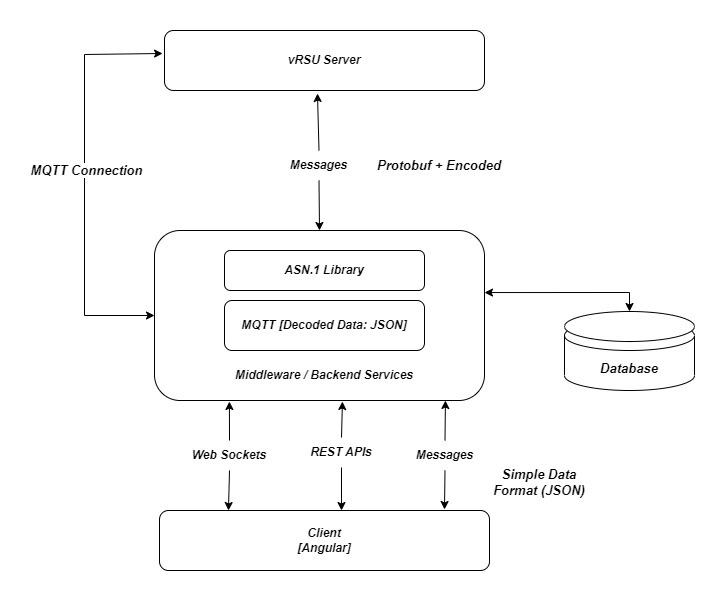 vRSU Server
MQTT Connection
Messages
Protobuf + Encoded
ASN.1 Library
MQTT [Decoded Data: JSON]
Middleware / Backend Services
Database
Web Sockets
REST APIs
Messages
Simple Data
Format (JSON)
Client
[Angular]